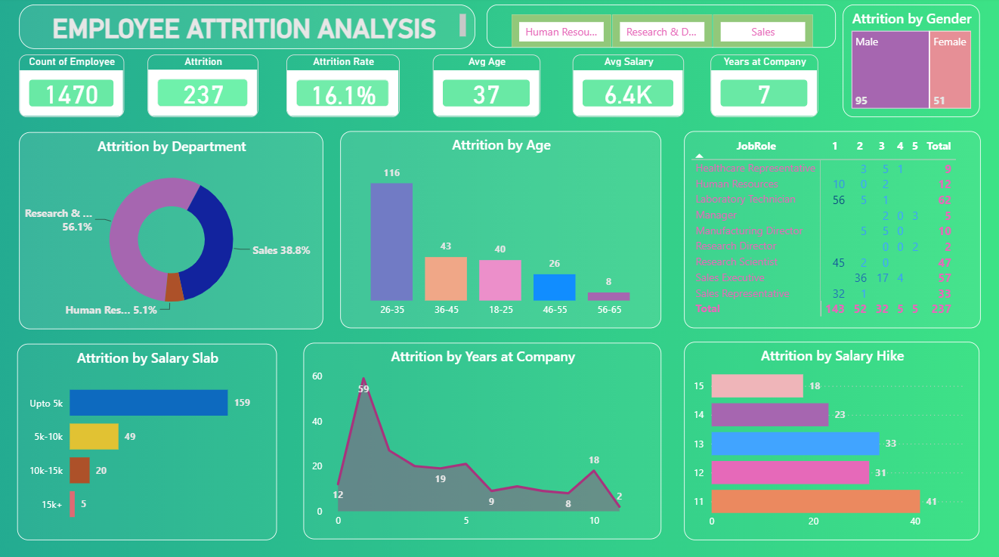 EMPLOYEE ATTRITION ANALYSIS
Human Resou...
Research & D...
Sales
Attrition by Gender
Male
Female
95
51
Count of Employee
1470
Attrition
237
Attrition Rate
16.1%
Avg Age
37
Avg Salary
6.4K
Years at Company
7
Attrition by Department
Research & ...
56.1%
Sales 38.8%
Human Res... 5.1%
Attrition by Age
116
43
40
26
8
26-35
36-45
18-25
46-55
56-65
JobRole 1 2 3 4 5 Total
Healthcare Representative 3 5 1 9
Human Resources 10 0 2 12
Laboratory Technician 56 5 1 62
Manager 2 0 3 5
Manufacturing Director 5 5 0 10
Research Director 0 0 2 2
Research Scientist 45 2 0 47
Sales Executive 36 17 4 57
Sales Representative 32 1 33
Total 143 52 32 5 5 237
Attrition by Salary Slab
Upto 5k 159
5k-10k 49
10k-15k 20
15k+ 5
Attrition by Years at Company
60
40
20
0
59
12
19
9
8
18
2
0 5 10
Attrition by Salary Hike
15 18
14 23
13 33
12 31
11 41
0 20 40